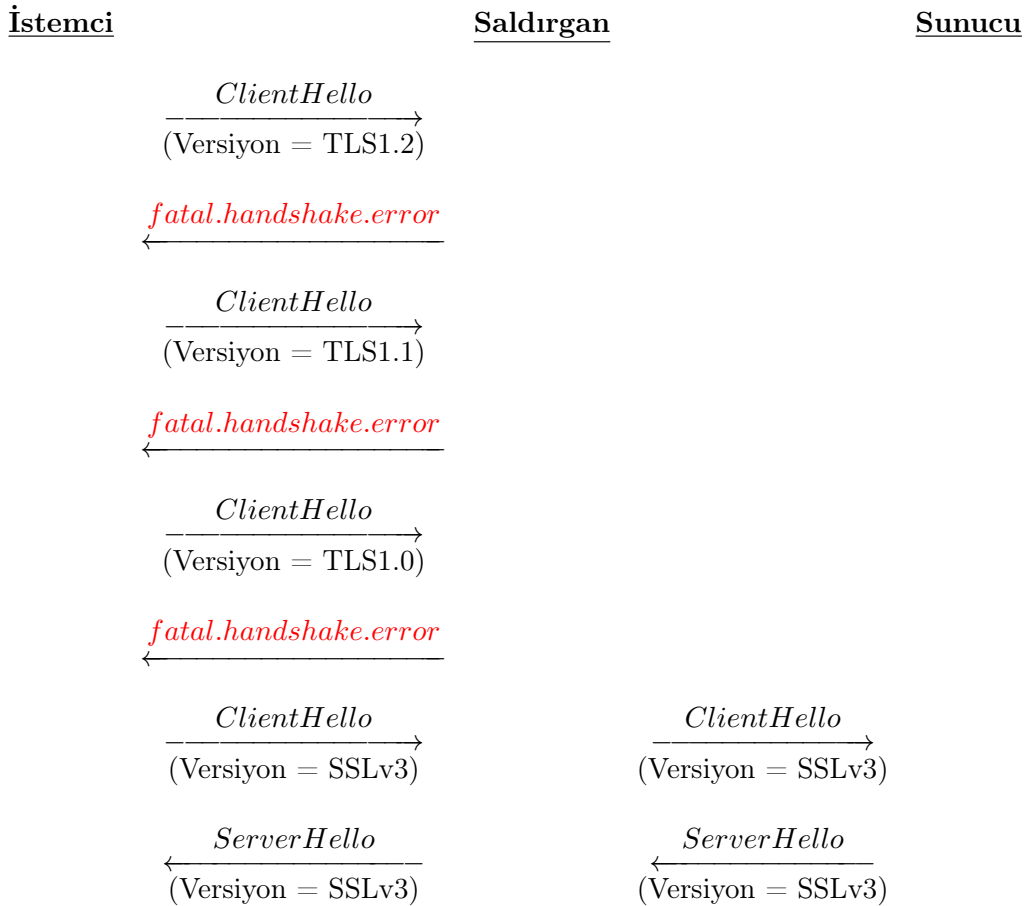 İstemci Saldırgan Sunucu
ClientHello
(Versiyon = TLS1.2)
fatal.handshake.error
ClientHello
(Versiyon = TLS1.1)
fatal.handshake.error
ClientHello
(Versiyon = TLS1.0)
fatal.handshake.error
ClientHello ClientHello
(Versiyon = SSLv3) (Versiyon = SSLv3)
ServerHello ServerHello
(Versiyon = SSLv3) (Versiyon = SSLv3)